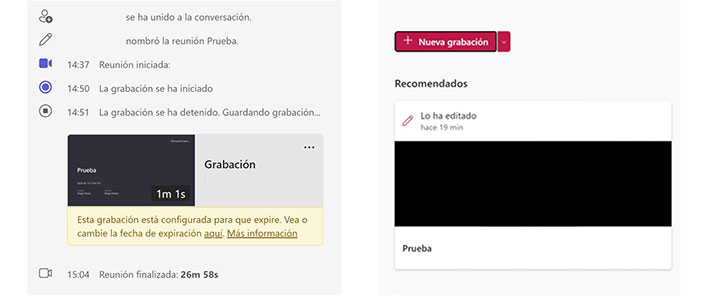 se ha unido a la conversación.
nombró la reunión Prueba.
14:37 Reunión iniciada:
14:50 La grabación se ha iniciado
14:51 La grabación se ha detenido. Guardando grabación...
Prueba
1m 1s
Grabación
Esta grabación está configurada para que expire. Vea o
cambie la fecha de expiración aquí. Más información
15:04 Reunión finalizada: 26m 58s
+ Nueva grabación
Recomendados
Lo ha editado
hace 19 min
Prueba